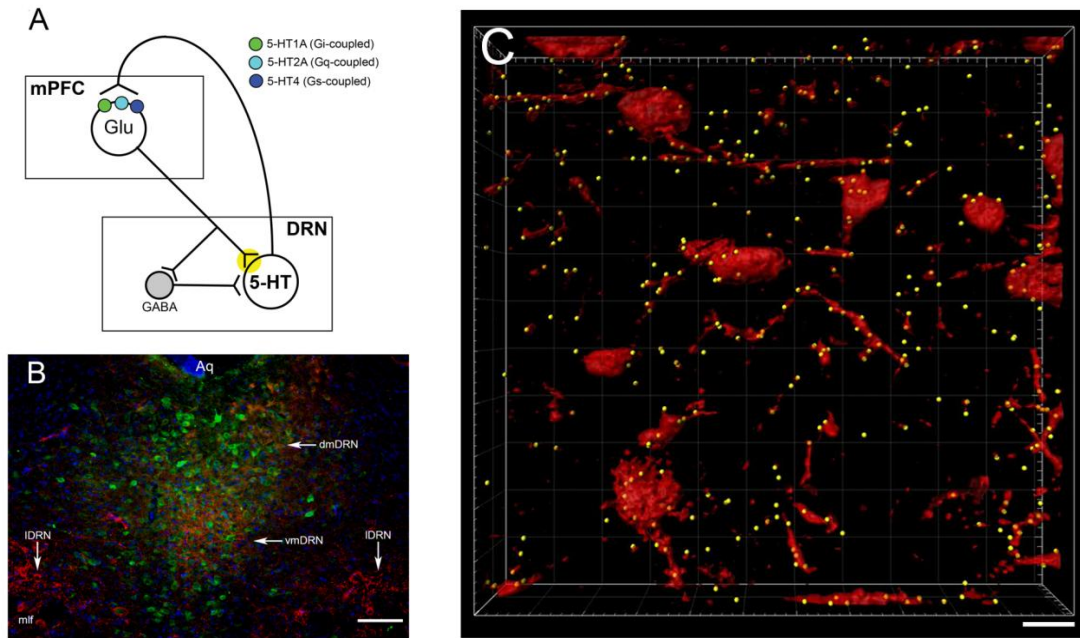 A
5-HT1A (Gi-coupled)
5-HT2A (Gq-coupled)
5-HT4 (Gs-coupled)
mPFC
Glu
DRN
5-HT
GABA
B
Aq
dmDRN
vmDRN
lDRN
lDRN
mlf
C